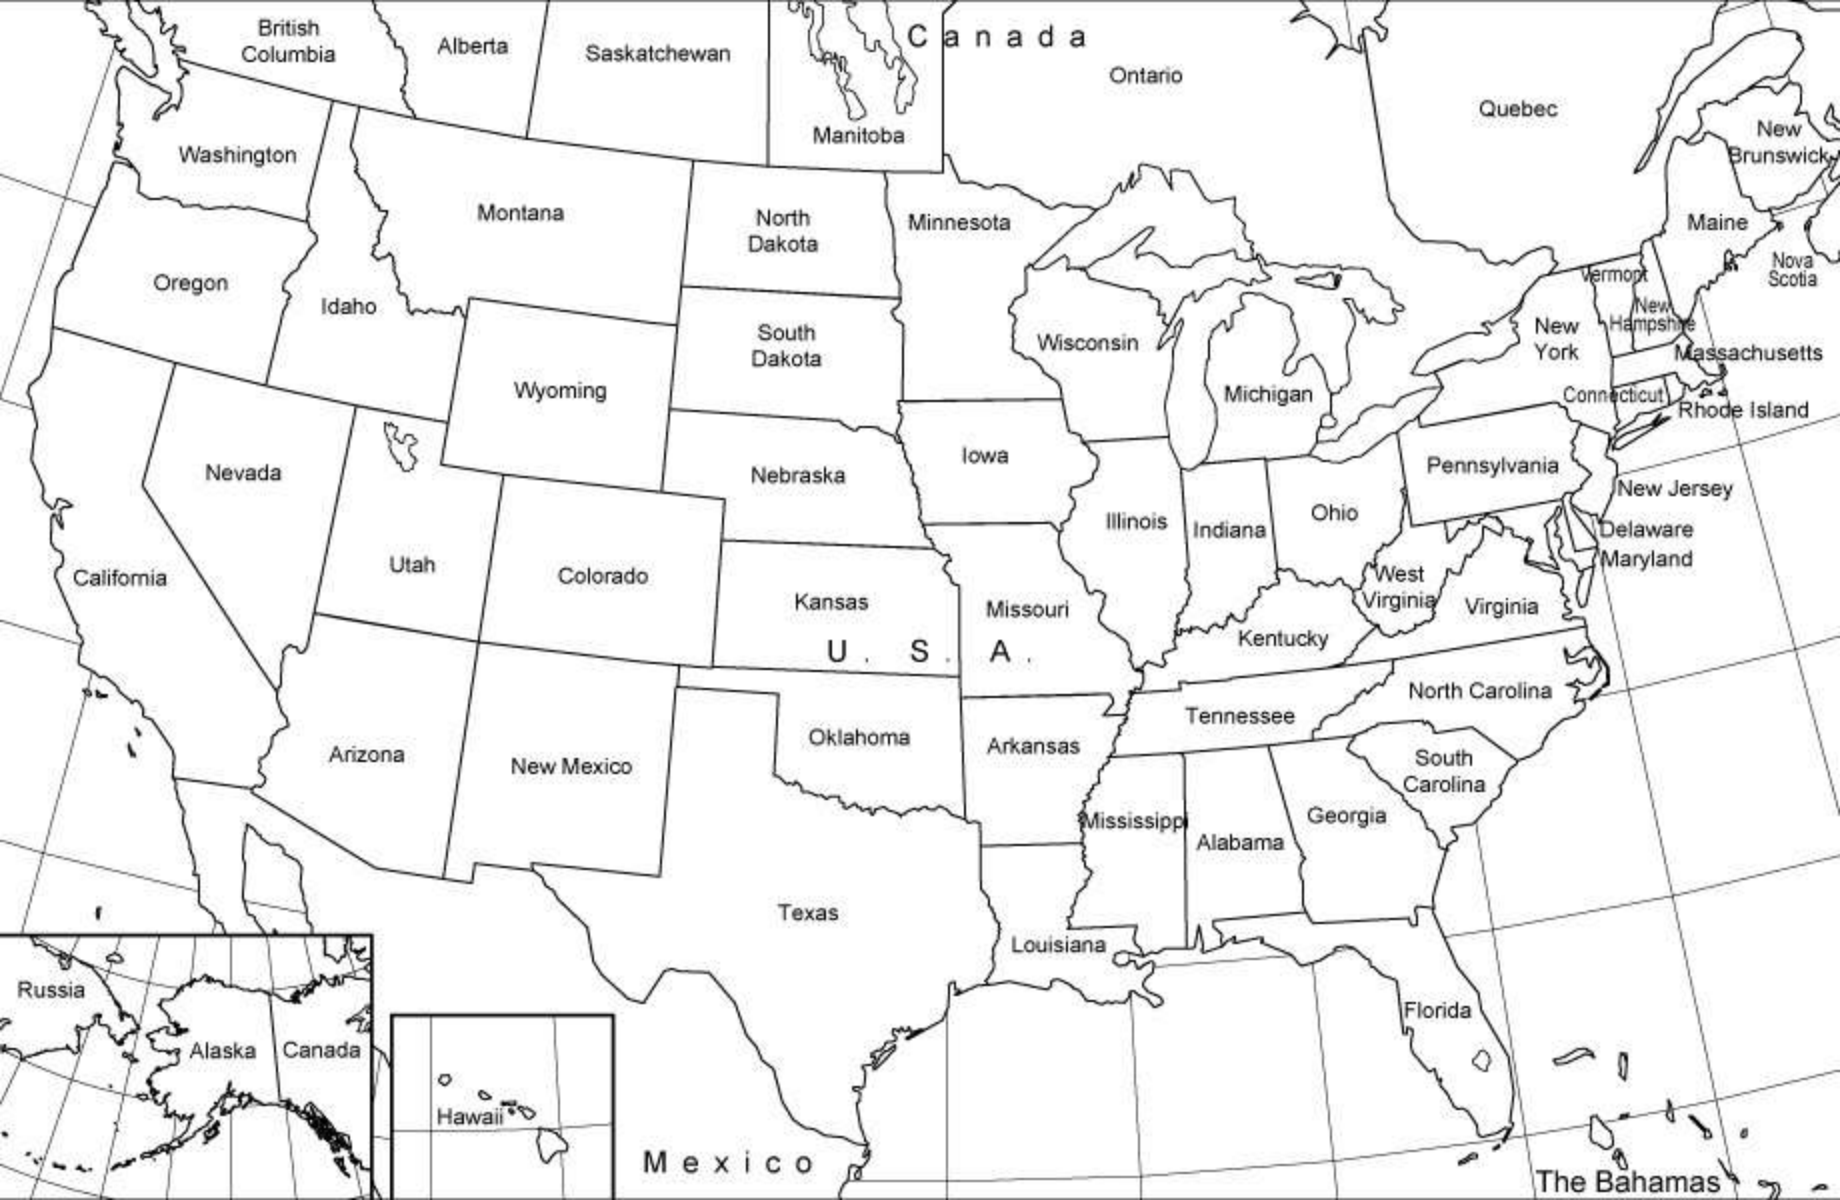 British
Columbia
Alberta
Saskatchewan
Manitoba
Canada
Ontario
Quebec
New
Brunswick
Washington
Montana
North
Dakota
Minnesota
Maine
Nova
Scotia
Oregon
Idaho
Vermont
New
Hampshire
South
Dakota
Wisconsin
New
York
Massachusetts
Wyoming
Michigan
Connecticut
Rhode Island
Nevada
Nebraska
Iowa
Pennsylvania
New Jersey
Illinois
Indiana
Ohio
Delaware
Maryland
California
Utah
Colorado
Kansas
Missouri
West
Virginia
Virginia
Kentucky
U. S. A.
North Carolina
Tennessee
Arizona
New Mexico
Oklahoma
Arkansas
South
Carolina
Mississippi
Alabama
Georgia
Texas
Louisiana
Florida
Russia
Alaska
Canada
Hawaii
Mexico
The Bahamas